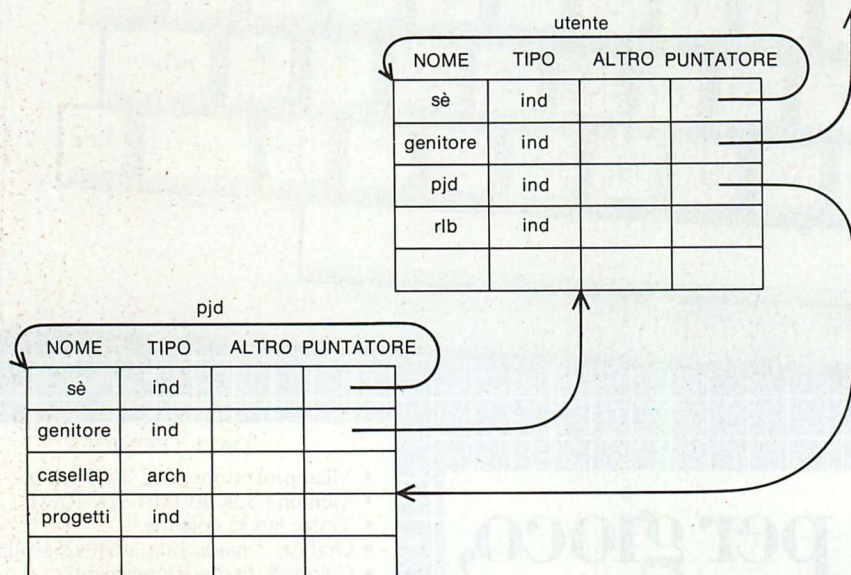 utente
NOME TIPO ALTRO PUNTATORE
sè ind
genitore ind
pjd ind
rlb ind
pjd
NOME TIPO ALTRO PUNTATORE
sè ind
genitore ind
casellap arch
progetti ind
per gioco,